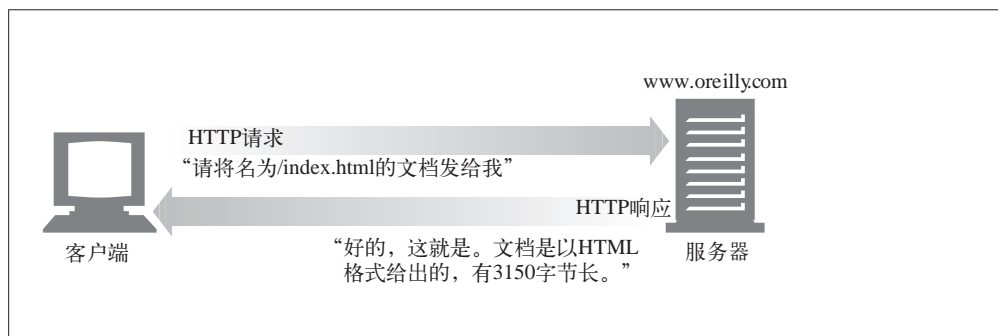 www.oreilly.com
HTTP请求
“请将名为/index.html的文档发给我”
HTTP响应
“好的，这就是。文档是以HTML
格式给出的，有3150字节长。”
客户端
服务器